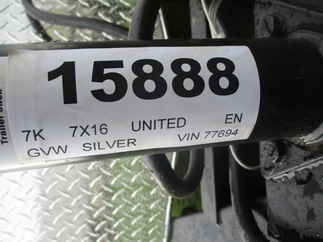 15888
7K 7X16 UNITED EN
GVW SILVER VIN 77694